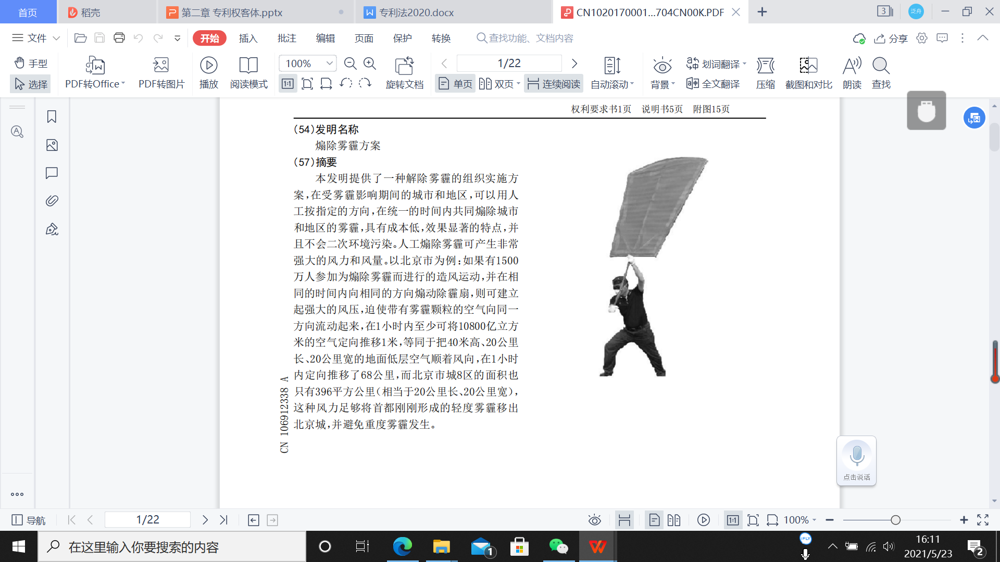 首页
稻壳
第二章 专利权客体.pptx
专利法2020.docx
CN1020170001...704CN00K.PDF
3
泛舟
文件
开始
插入
批注
编辑
页面
保护
转换
查找功能、文档内容
分享
手型
选择
PDF转Office
PDF转图片
播放
阅读模式
100%
1:1
旋转文档
1/22
单页
双页
连续阅读
自动滚动
背景
划词翻译
全文翻译
压缩
截图和对比
朗读
查找
权利要求书1页 说明书5页 附图15页
(54)发明名称
煽除雾霾方案
(57)摘要
本发明提供了一种解除雾霾的组织实施方
案,在受雾霾影响期间的城市和地区,可以用人
工按指定的方向,在统一的时间内共同煽除城市
和地区的雾霾,具有成本低,效果显著的特点,并
且不会二次环境污染。人工煽除雾霾可产生非常
强大的风力和风量。以北京市为例:如果有1500
万人参加为煽除雾霾而进行的造风运动,并在相
同的时间内向相同的方向煽动除霾扇,则可建立
起强大的风压,迫使带有雾霾颗粒的空气向同一
方向流动起来,在1小时内至少可将10800亿立方
米的空气定向推移1米,等同于把40米高、20公里
长、20公里宽的地面低层空气顺着风向,在1小时
内定向推移了68公里,而北京市城8区的面积也
只有396平方公里(相当于20公里长、20公里宽),
这种风力足够将首都刚刚形成的轻度雾霾移出
北京城,并避免重度雾霾发生。
CN 106912338 A
点击说话
导航
1/22
1:1
100%
在这里输入你要搜索的内容
1
iFLY
16:11
2021/5/23
2